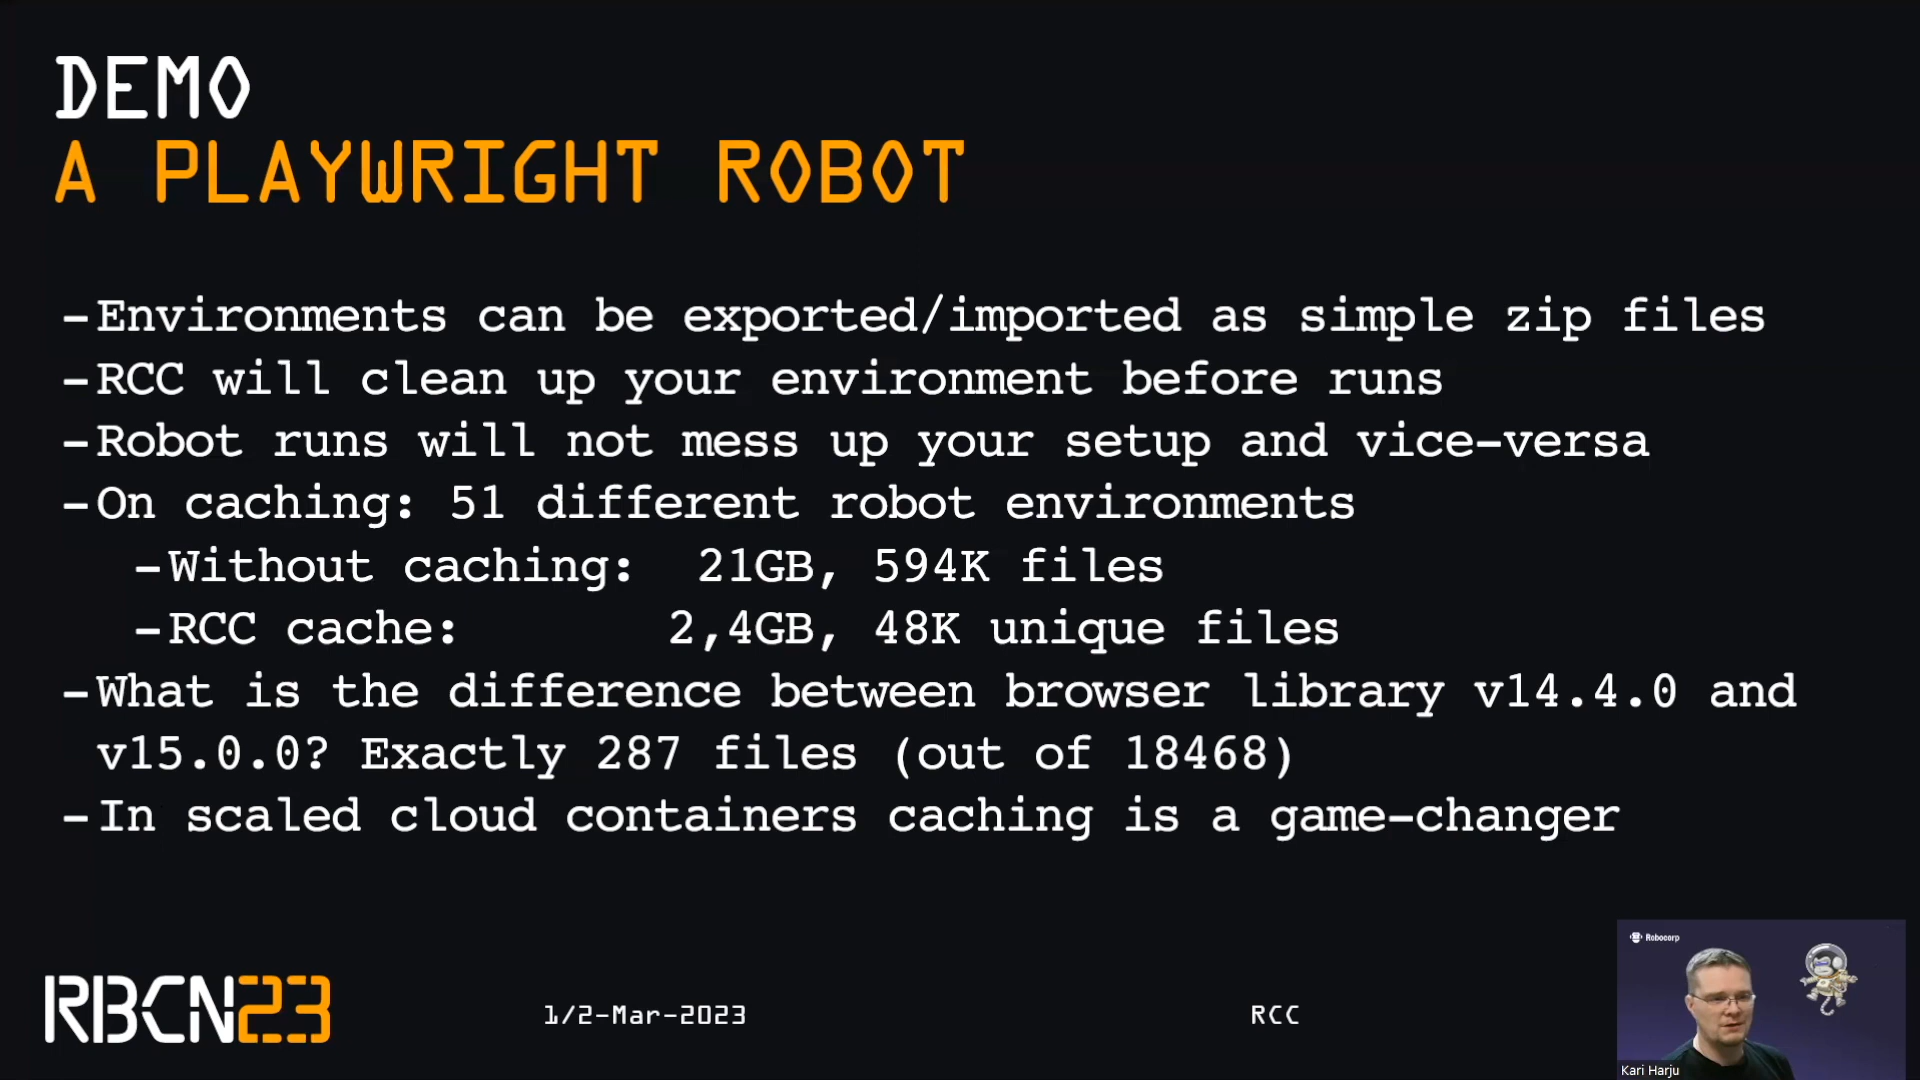 DEMO
A PLAYWRIGHT ROBOT
-Environments can be exported/imported as simple zip files
-RCC will clean up your environment before runs
-Robot runs will not mess up your setup and vice-versa
-On caching: 51 different robot environments
-Without caching: 21GB, 594K files
-RCC cache: 2,4GB, 48K unique files
-What is the difference between browser library v14.4.0 and
v15.0.0? Exactly 287 files (out of 18468)
-In scaled cloud containers caching is a game-changer
Robocorp
RBCN23
1/2-Mar-2023
RCC
Kari Harju